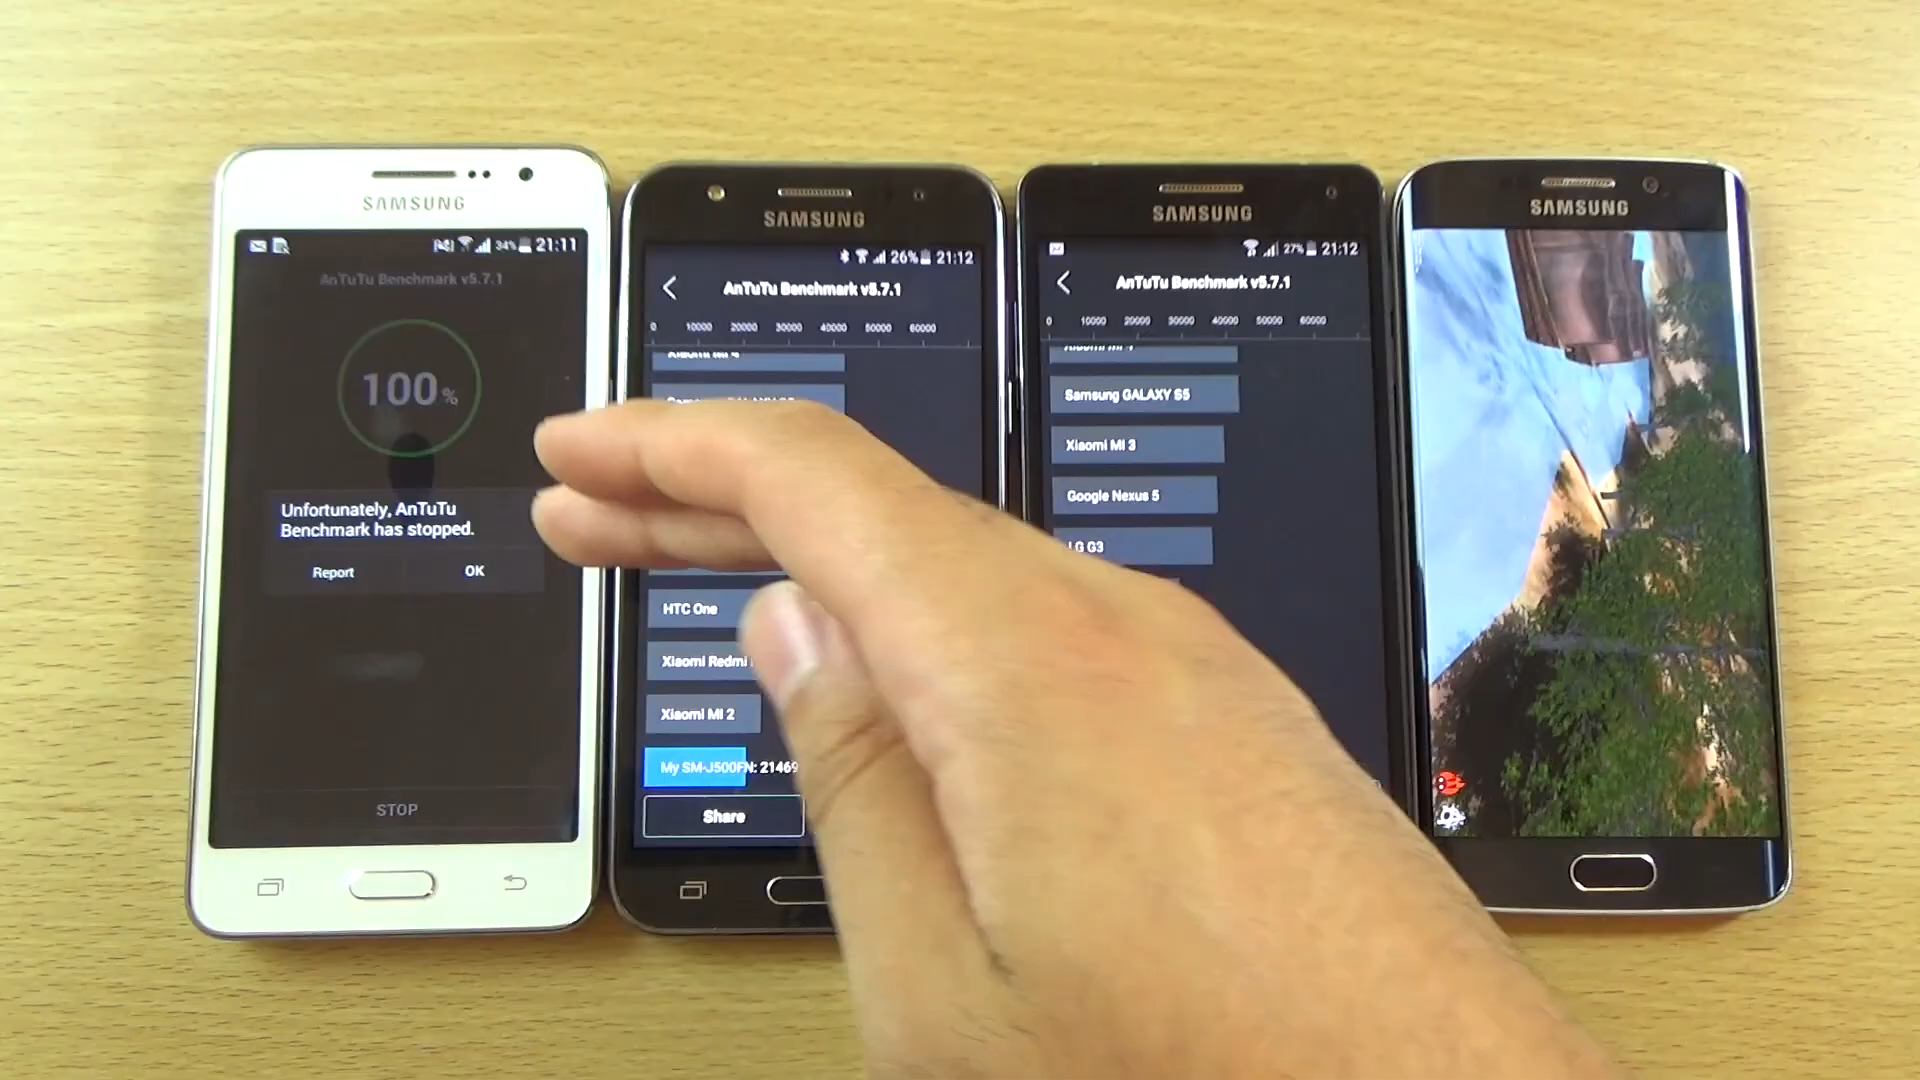 SAMSUNG
34% 21:11
AnTuTu Benchmark v5.7.1
100%
Unfortunately, AnTuTu
Benchmark has stopped.
Report OK
STOP
SAMSUNG
26% 21:12
AnTuTu Benchmark v5.7.1
0 10000 20000 30000 40000 50000 60000
HTC One
Xiaomi Redmi
Xiaomi MI 2
My SM-J500FN: 21469
Share
SAMSUNG
27% 21:12
AnTuTu Benchmark v5.7.1
0 10000 20000 30000 40000 50000 60000
Samsung GALAXY S5
Xiaomi MI 3
Google Nexus 5
LG G3
SAMSUNG